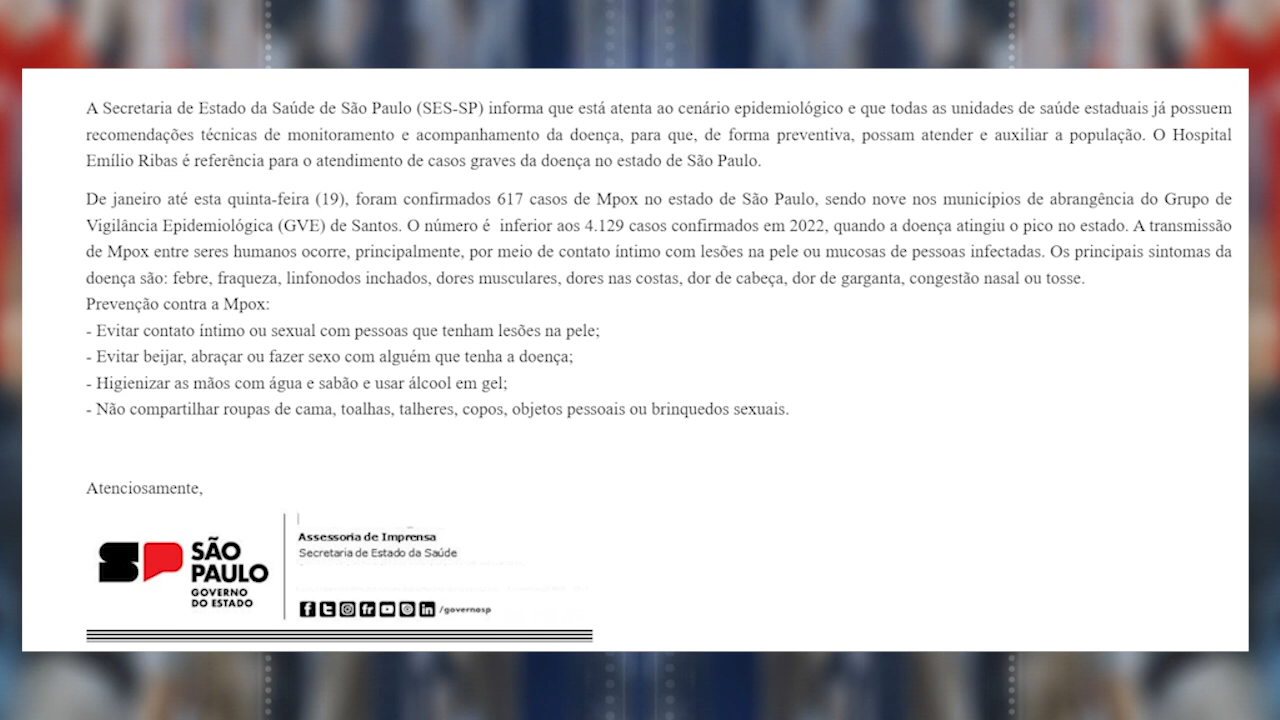 A Secretaria de Estado da Saúde de São Paulo (SES-SP) informa que está atenta ao cenário epidemiológico e que todas as unidades de saúde estaduais já possuem
recomendações técnicas de monitoramento e acompanhamento da doença, para que, de forma preventiva, possam atender e auxiliar a população. O Hospital
Emílio Ribas é referência para o atendimento de casos graves da doença no estado de São Paulo.
De janeiro até esta quinta-feira (19), foram confirmados 617 casos de Mpox no estado de São Paulo, sendo nove nos municípios de abrangência do Grupo de
Vigilância Epidemiológica (GVE) de Santos. O número é  inferior aos 4.129 casos confirmados em 2022, quando a doença atingiu o pico no estado. A transmissão
de Mpox entre seres humanos ocorre, principalmente, por meio de contato íntimo com lesões na pele ou mucosas de pessoas infectadas. Os principais sintomas da
doença são: febre, fraqueza, linfonodos inchados, dores musculares, dores nas costas, dor de cabeça, dor de garganta, congestão nasal ou tosse.
Prevenção contra a Mpox:
- Evitar contato íntimo ou sexual com pessoas que tenham lesões na pele;
- Evitar beijar, abraçar ou fazer sexo com alguém que tenha a doença;
- Higienizar as mãos com água e sabão e usar álcool em gel;
- Não compartilhar roupas de cama, toalhas, talheres, copos, objetos pessoais ou brinquedos sexuais.
Atenciosamente,
SP
SÃO
PAULO
GOVERNO
DO ESTADO
Assessoria de Imprensa
Secretaria de Estado da Saúde
/governosp